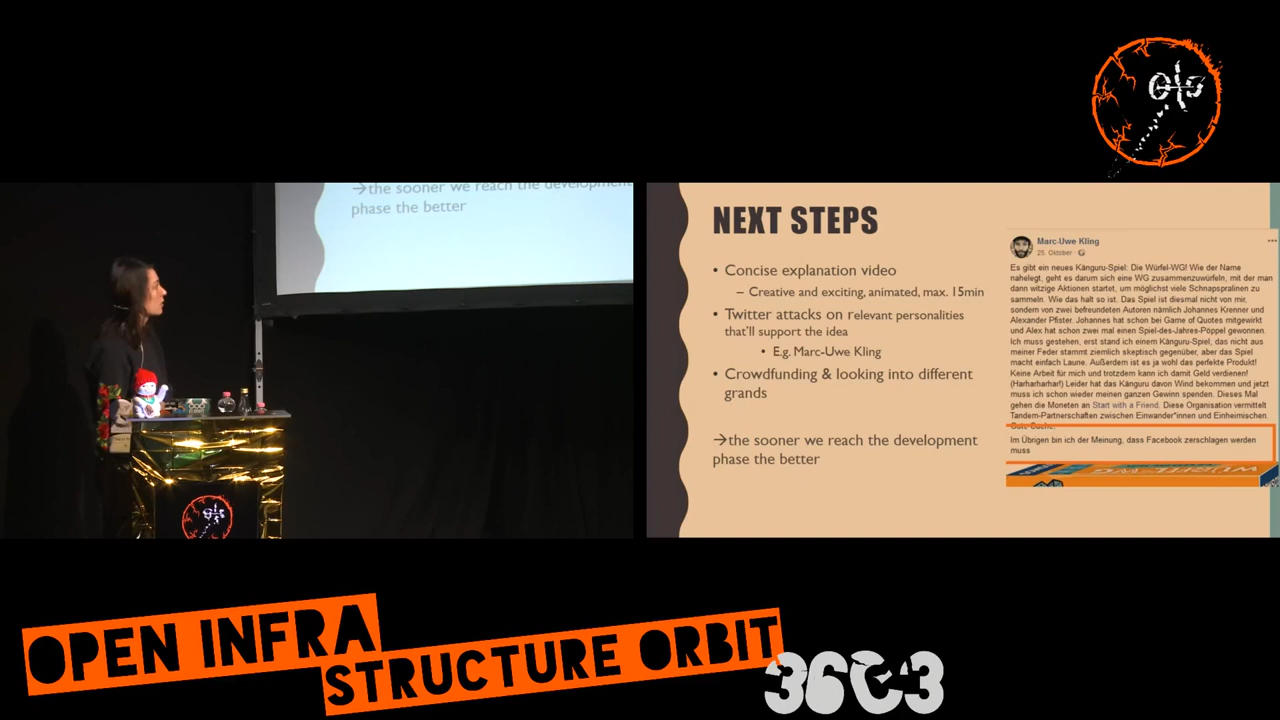 →the sooner we reach the development
phase the better
NEXT STEPS
• Concise explanation video
– Creative and exciting, animated, max. 15min
• Twitter attacks on relevant personalities
that'll support the idea
• E.g. Marc-Uwe Kling
• Crowdfunding & looking into different
grands
→the sooner we reach the development
phase the better
Marc-Uwe Kling
25. Oktober
Es gibt ein neues Känguru-Spiel: Die Würfel-WG! Wie der Name
nahelegt, geht es darum sich eine WG zusammenzuwürfeln, mit der man
dann witzige Aktionen startet, um möglichst viele Schnapspralinen zu
sammeln. Wie das halt so ist. Das Spiel ist diesmal nicht von mir,
sondern von zwei befreundeten Autoren nämlich Johannes Krenner und
Alexander Pfister. Johannes hat schon bei Game of Quotes mitgewirkt
und Alex hat schon zwei mal einen Spiel-des-Jahres-Pöppel gewonnen.
Ich muss gestehen, erst stand ich einem Känguru-Spiel, das nicht aus
meiner Feder stammt ziemlich skeptisch gegenüber, aber das Spiel
macht einfach Laune. Außerdem ist es ja wohl das perfekte Produkt!
Keine Arbeit für mich und trotzdem kann ich damit Geld verdienen!
(Harharharhar!) Leider hat das Känguru davon Wind bekommen und jetzt
muss ich schon wieder meinen ganzen Gewinn spenden. Dieses Mal
gehen die Moneten an Start with a Friend. Diese Organisation vermittelt
Tandem-Partnerschaften zwischen Einwander*innen und Einheimischen.
Gute Sache.
Im Übrigen bin ich der Meinung, dass Facebook zerschlagen werden
muss
WÜRFEL-WG
OPEN INFRA
STRUCTURE ORBIT
36C3